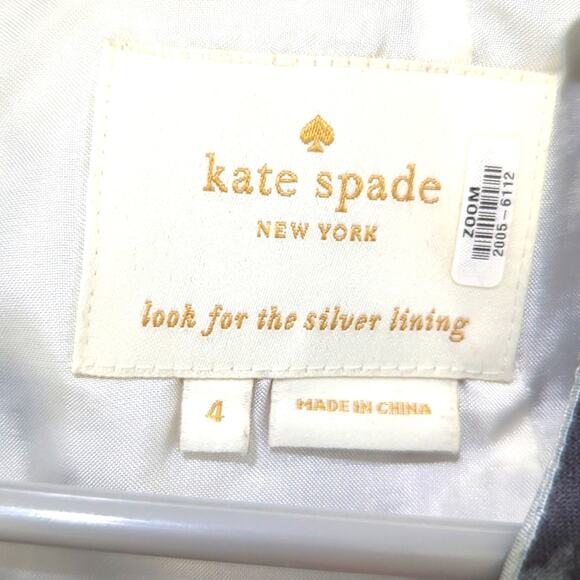 kate spade
NEW YORK
look for the silver lining
4
MADE IN CHINA
ZOOM
2005-6112